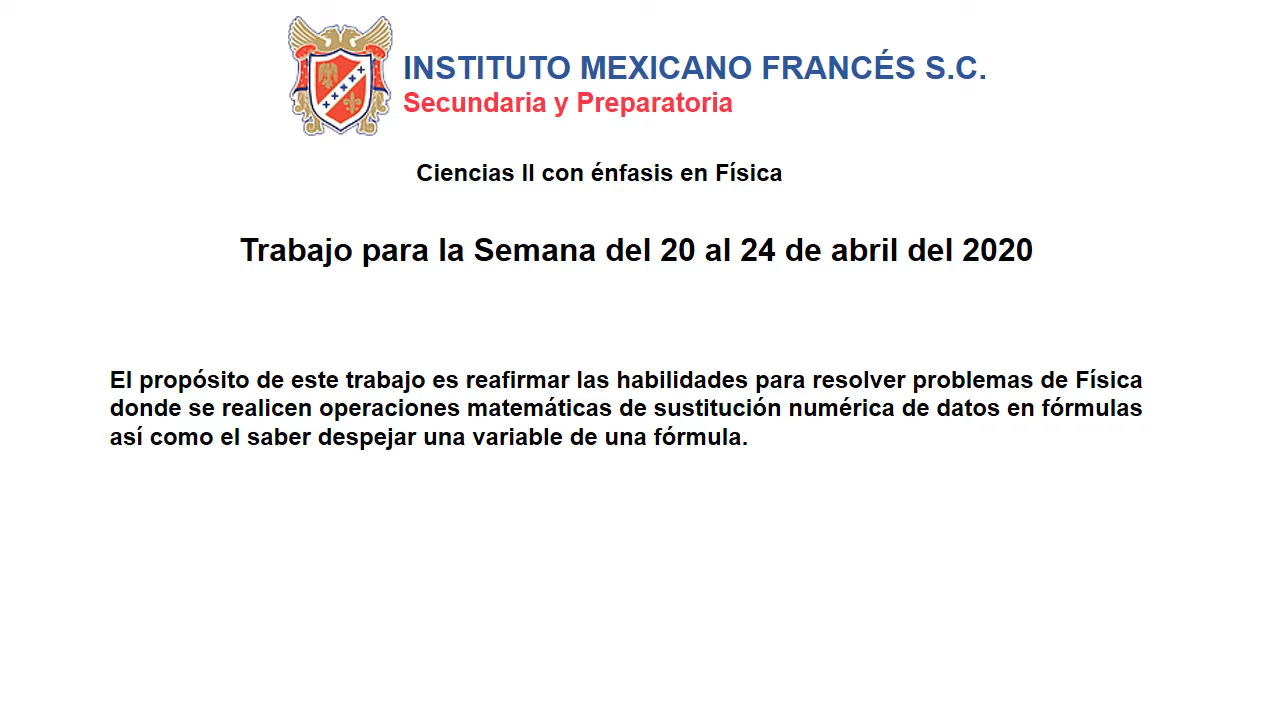 INSTITUTO MEXICANO FRANCÉS S.C.
Secundaria y Preparatoria
Ciencias II con énfasis en Física
Trabajo para la Semana del 20 al 24 de abril del 2020
El propósito de este trabajo es reafirmar las habilidades para resolver problemas de Física
donde se realicen operaciones matemáticas de sustitución numérica de datos en fórmulas
así como el saber despejar una variable de una fórmula.